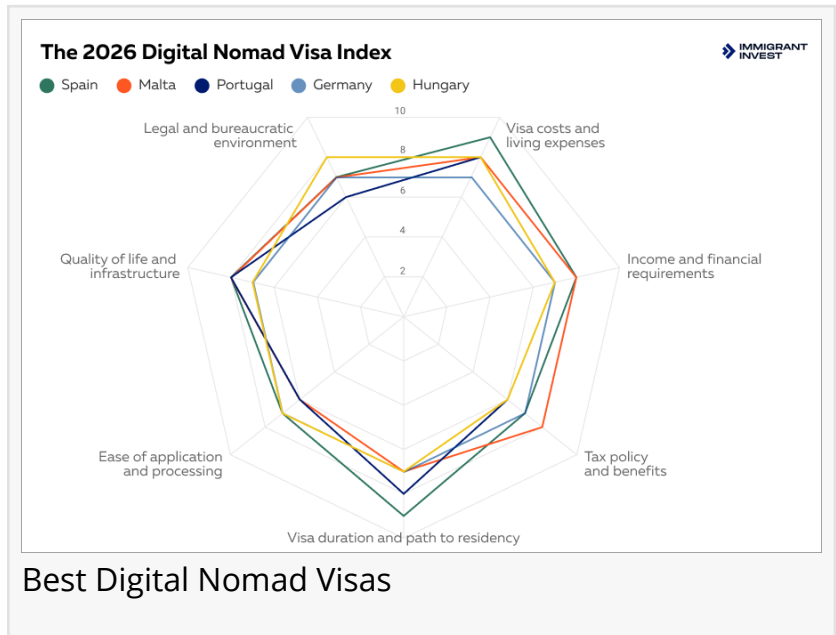 The 2026 Digital Nomad Visa Index
IMMIGRANT
INVEST
Spain
Malta
Portugal
Germany
Hungary
10
8
6
4
2
Legal and bureaucratic
environment
Visa costs and
living expenses
Quality of life and
infrastructure
Income and financial
requirements
Ease of application
and processing
Tax policy
and benefits
Visa duration and path to residency
Best Digital Nomad Visas